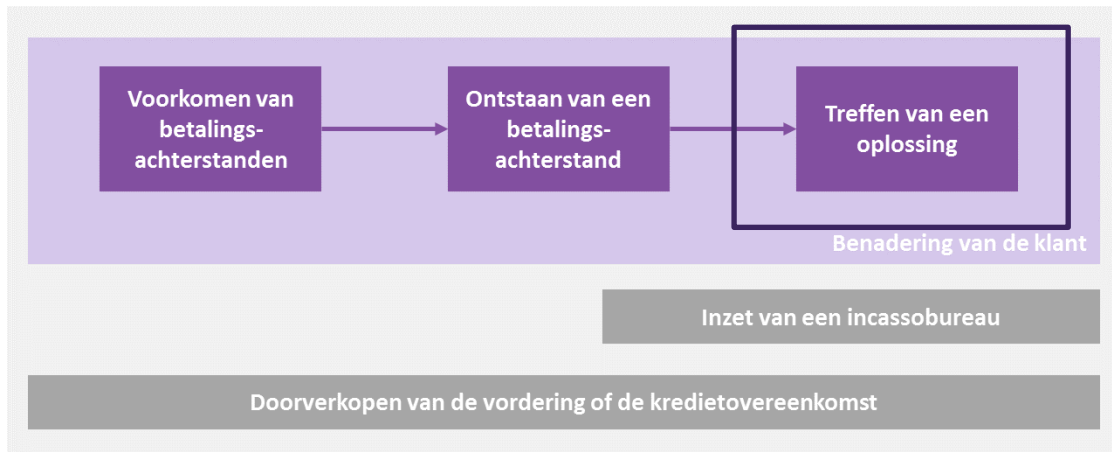 Voorkomen van
betalings-
achterstanden
Ontstaan van een
betalings-
achterstand
Treffen van een
oplossing
Benadering van de klant
Inzet van een incassobureau
Doorverkopen van de vordering of de kredietovereenkomst